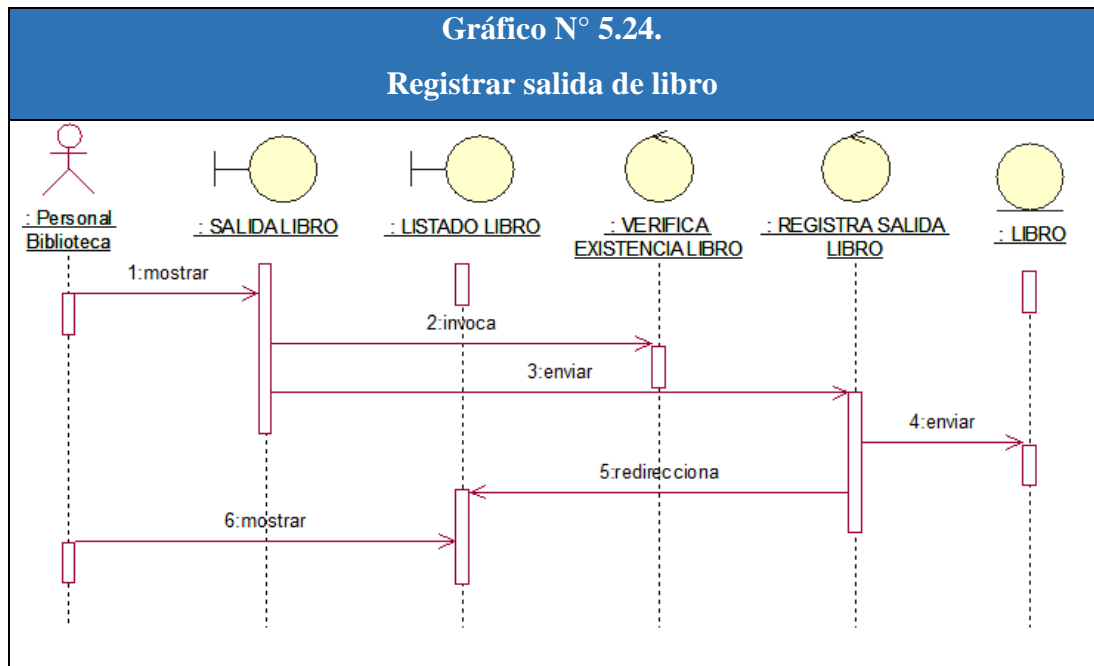 Gráfico N° 5.24.
Registrar salida de libro
: Personal
Biblioteca
: SALIDA LIBRO
: LISTADO LIBRO
: VERIFICA
EXISTENCIA LIBRO
: REGISTRA SALIDA
LIBRO
: LIBRO
1:mostrar
2:invoca
3:enviar
4:enviar
5:redirecciona
6:mostrar